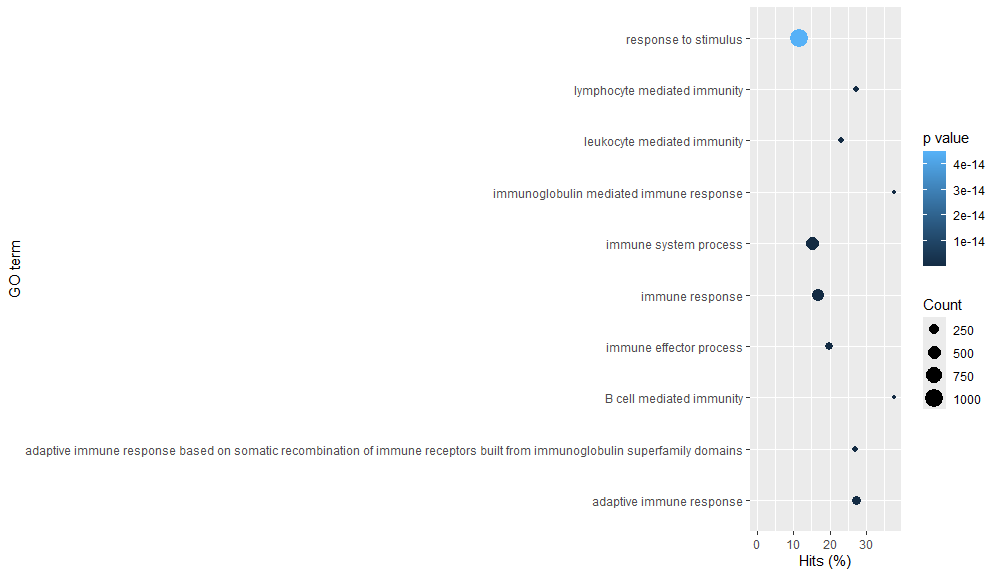 GO term
response to stimulus
lymphocyte mediated immunity
leukocyte mediated immunity
immunoglobulin mediated immune response
immune system process
immune response
immune effector process
B cell mediated immunity
adaptive immune response based on somatic recombination of immune receptors built from immunoglobulin superfamily domains
adaptive immune response
0 10 20 30
Hits (%)
p value
4e-14
3e-14
2e-14
1e-14
Count
250
500
750
1000